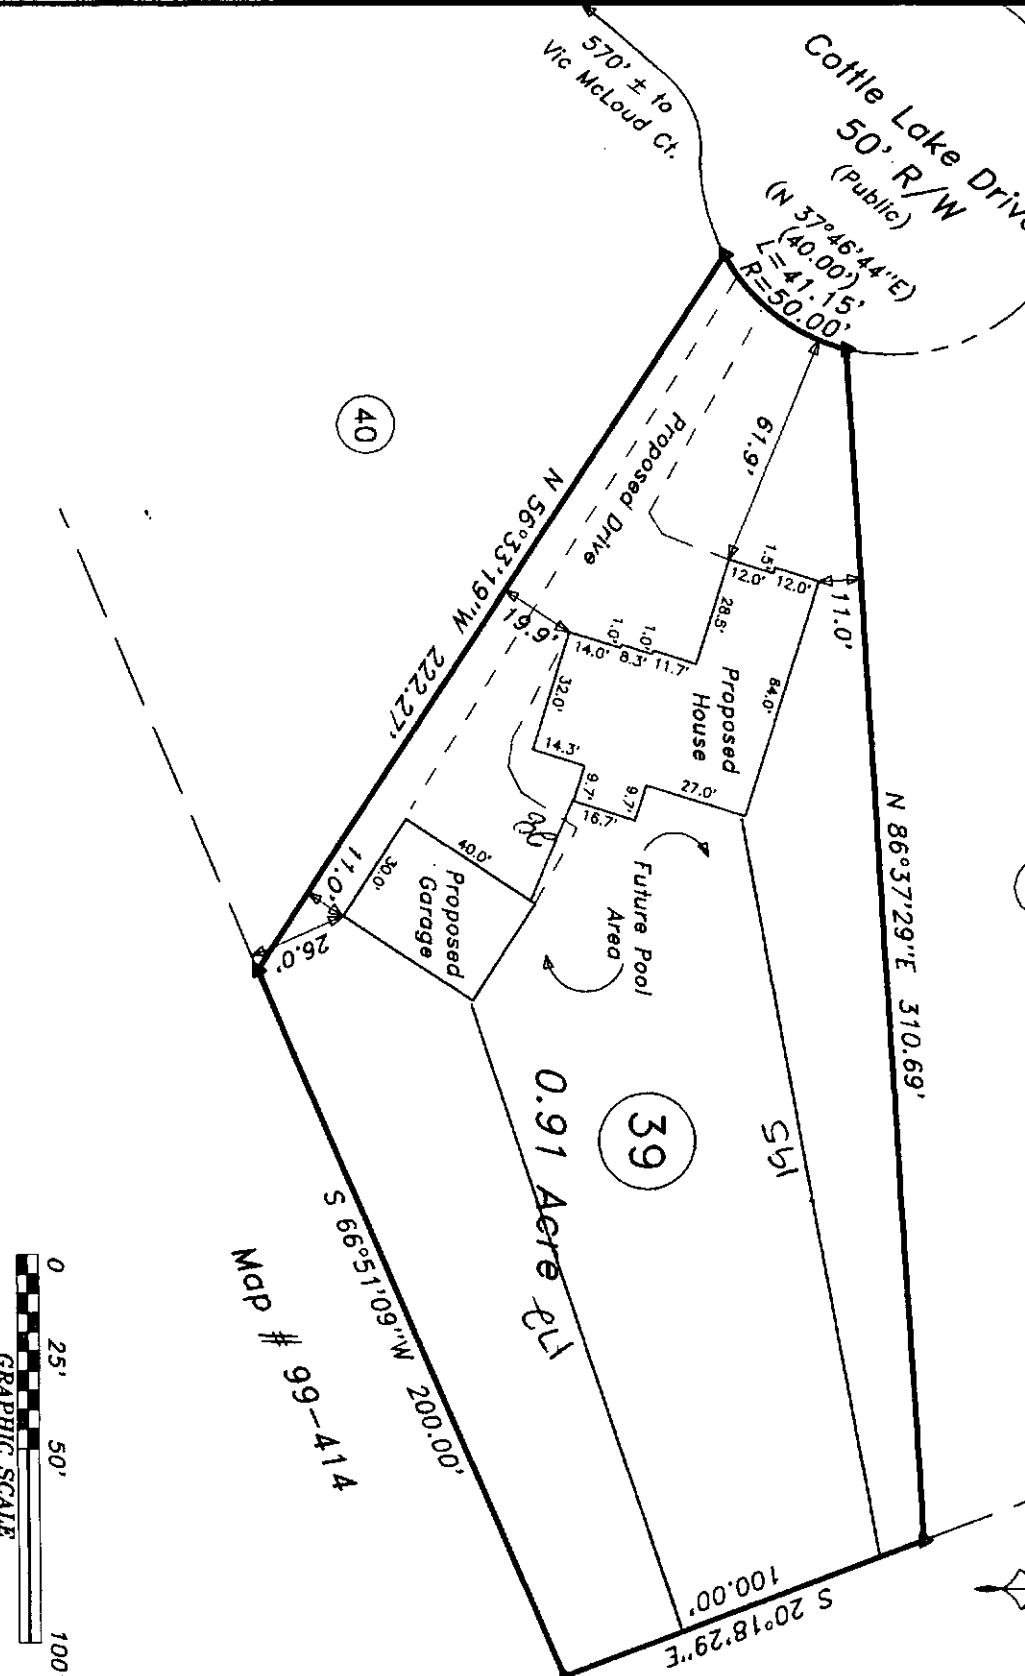 Cottle Lake Drive
50' R/W
(Public)
(N 37°46'44"E)
(40.00')
L=41.15'
R=50.00'
570' ± to
Vic McLoud Ct.
40
N 56°33'19"W 222.27'
Proposed Drive
61.9'
11.0'
1.5'
12.0'
12.0'
28.5'
84.0'
19.9'
14.0'
1.0'
8.3'
1.0'
11.7'
Proposed
House
32.0'
14.3'
9.7'
16.7'
9.7'
27.0'
N 86°37'29"E 310.69'
Future Pool
Area
40.0'
30.0'
Proposed
Garage
11.0'
26.0'
39
0.91 Acre
145
172
S 66°51'09"W 200.00'
Map # 99-414
S 20°18'29"E
100.00'
0 25' 50' 100
GRAPHIC SCALE